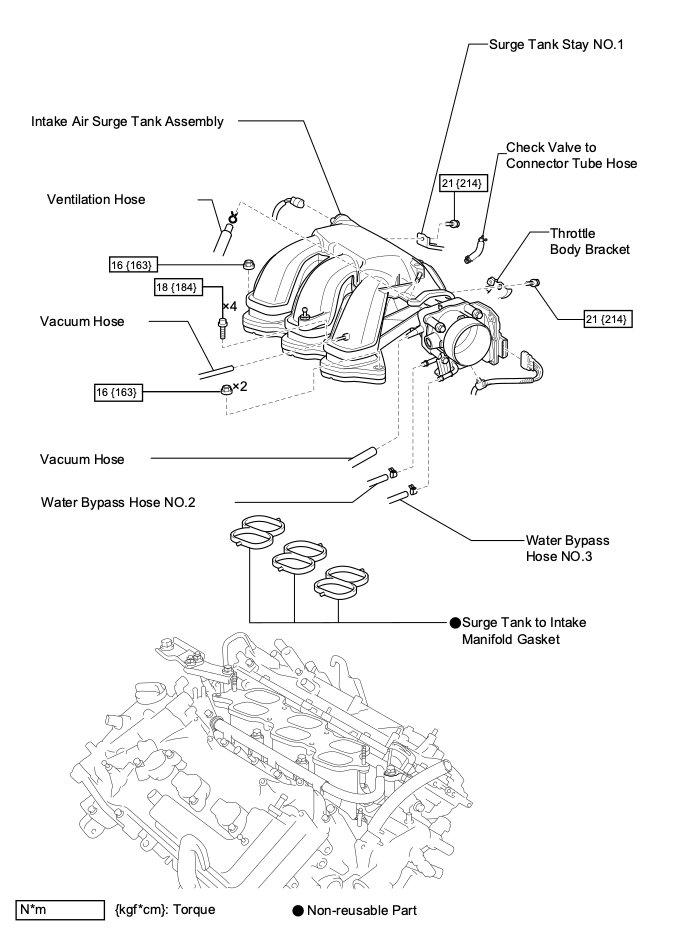 Surge Tank Stay NO.1
Intake Air Surge Tank Assembly
Check Valve to
Connector Tube Hose
21 {214}
Ventilation Hose
Throttle
Body Bracket
16 {163}
18 {184}
×4
Vacuum Hose
21 {214}
16 {163}
×2
Vacuum Hose
Water Bypass Hose NO.2
Water Bypass
Hose NO.3
●Surge Tank to Intake
Manifold Gasket
N*m {kgf*cm}: Torque ● Non-reusable Part